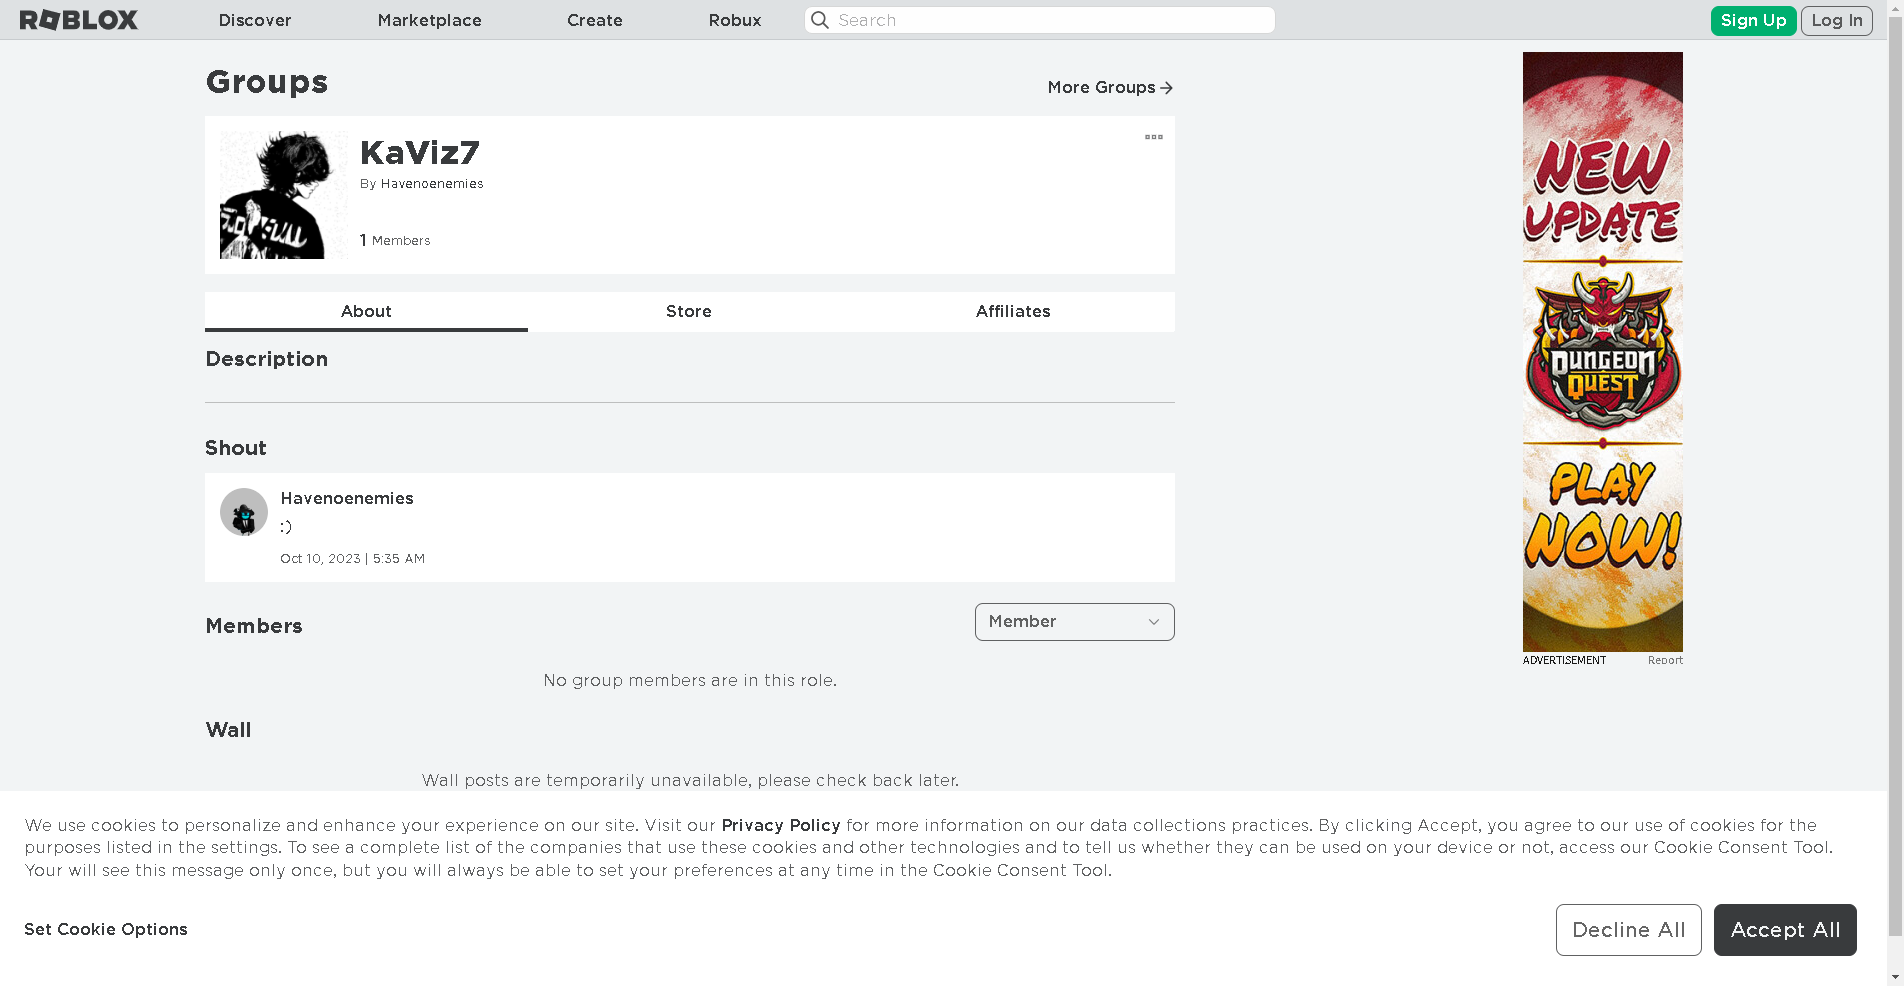 ROBLOX
Discover
Marketplace
Create
Robux
Search
Sign Up
Log In
Groups
More Groups
KaViz7
By Havenoenemies
1 Members
About
Store
Affiliates
Description
Shout
Havenoenemies
:)
Oct 10, 2023 | 5:35 AM
Members
Member
No group members are in this role.
Wall
Wall posts are temporarily unavailable, please check back later.
NEW
UPDATE
DUNGEON
QUEST
PLAY
NOW!
ADVERTISEMENT
Report
We use cookies to personalize and enhance your experience on our site. Visit our Privacy Policy for more information on our data collections practices. By clicking Accept, you agree to our use of cookies for the
purposes listed in the settings. To see a complete list of the companies that use these cookies and other technologies and to tell us whether they can be used on your device or not, access our Cookie Consent Tool.
Your will see this message only once, but you will always be able to set your preferences at any time in the Cookie Consent Tool.
Set Cookie Options
Decline All
Accept All